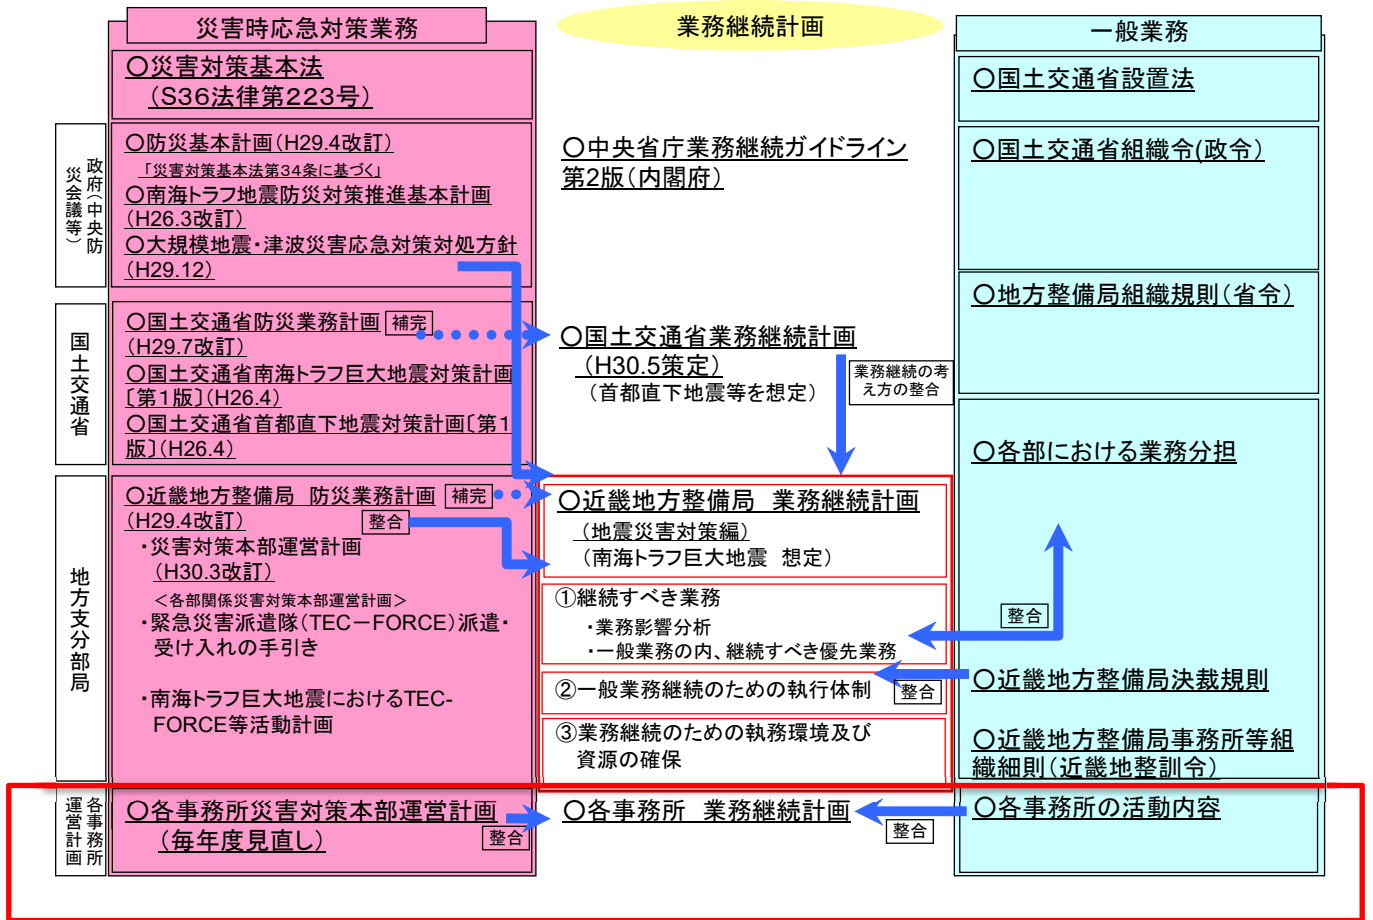 災害時応急対策業務
業務継続計画
一般業務
〇災害対策基本法
(S36法律第223号)
〇国土交通省設置法
政府(中央防
災会議等)
〇防災基本計画(H29.4改訂)
「災害対策基本法第34条に基づく」
〇南海トラフ地震防災対策推進基本計画
(H26.3改訂)
〇大規模地震・津波災害応急対策対処方針
(H29.12)
〇中央省庁業務継続ガイドライン
第2版(内閣府)
〇国土交通省組織令(政令)
〇地方整備局組織規則(省令)
国土交通省
〇国土交通省防災業務計画
補完
(H29.7改訂)
〇国土交通省南海トラフ巨大地震対策計画
〔第1版〕(H26.4)
〇国土交通省首都直下地震対策計画〔第1
版〕(H26.4)
〇国土交通省業務継続計画
(H30.5策定)
(首都直下地震等を想定)
業務継続の考
え方の整合
〇各部における業務分担
地方支分部局
〇近畿地方整備局 防災業務計画
補完
(H29.4改訂)
整合
・災害対策本部運営計画
(H30.3改訂)
<各部関係災害対策本部運営計画>
・緊急災害派遣隊(TEC-FORCE)派遣・
受け入れの手引き
・南海トラフ巨大地震におけるTEC-
FORCE等活動計画
〇近畿地方整備局 業務継続計画
(地震災害対策編)
(南海トラフ巨大地震 想定)
①継続すべき業務
・業務影響分析
・一般業務の内、継続すべき優先業務
整合
②一般業務継続のための執行体制
整合
③業務継続のための執務環境及び
資源の確保
〇近畿地方整備局決裁規則
〇近畿地方整備局事務所等組
織細則(近畿地整訓令)
各事務所
運営計画
〇各事務所災害対策本部運営計画
(毎年度見直し)
整合
〇各事務所 業務継続計画
整合
〇各事務所の活動内容